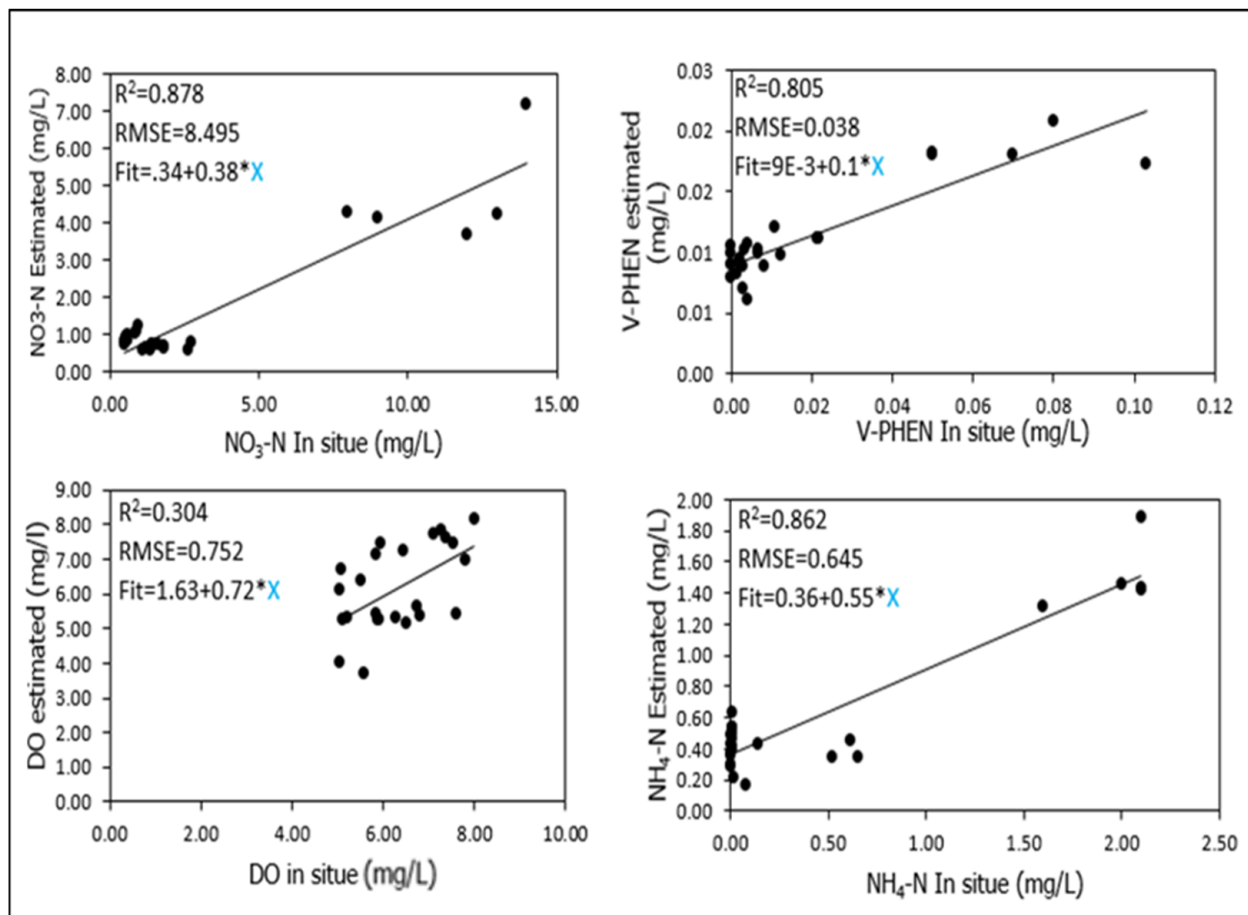 8.00
7.00
6.00
5.00
4.00
3.00
2.00
1.00
0.00
NO3-N Estimated (mg/L)
R²=0.878
RMSE=8.495
Fit=.34+0.38*X
0.00 5.00 10.00 15.00
NO₃-N In situe (mg/L)
0.03
0.02
0.02
0.01
0.01
0.00
V-PHEN estimated
(mg/L)
R²=0.805
RMSE=0.038
Fit=9E-3+0.1*X
0.00 0.02 0.04 0.06 0.08 0.10 0.12
V-PHEN In situe (mg/L)
9.00
8.00
7.00
6.00
5.00
4.00
3.00
2.00
1.00
0.00
DO estimated (mg/l)
R²=0.304
RMSE=0.752
Fit=1.63+0.72*X
0.00 2.00 4.00 6.00 8.00 10.00
DO in situe (mg/L)
2.00
1.80
1.60
1.40
1.20
1.00
0.80
0.60
0.40
0.20
0.00
NH₄-N Estimated (mg/L)
R²=0.862
RMSE=0.645
Fit=0.36+0.55*X
0.00 0.50 1.00 1.50 2.00 2.50
NH₄-N In situe (mg/L)